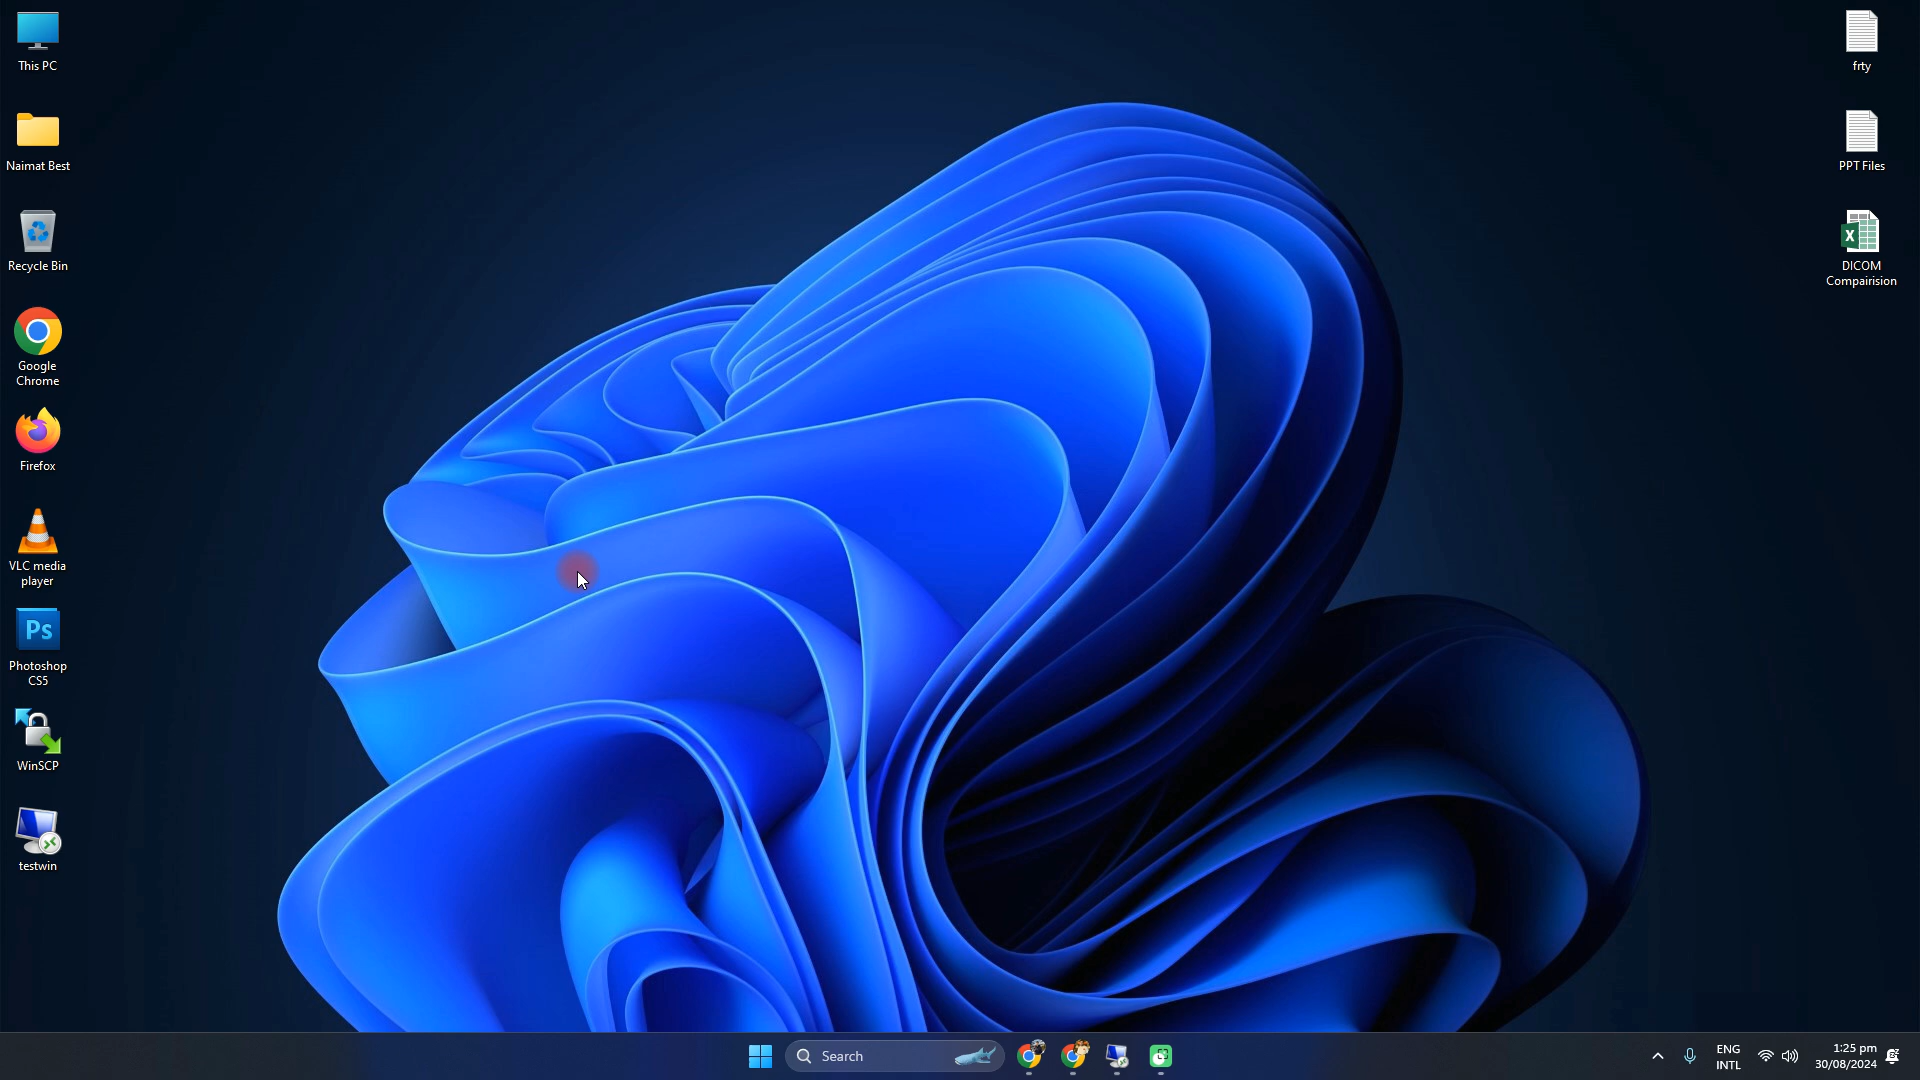 This PC
Naimat Best
Recycle Bin
Google
Chrome
Firefox
VLC media
player
Ps
Photoshop
CS5
WinSCP
testwin
frty
PPT Files
X
DICOM
Compairision
Search
ENG
INTL
1:25 pm
30/08/2024